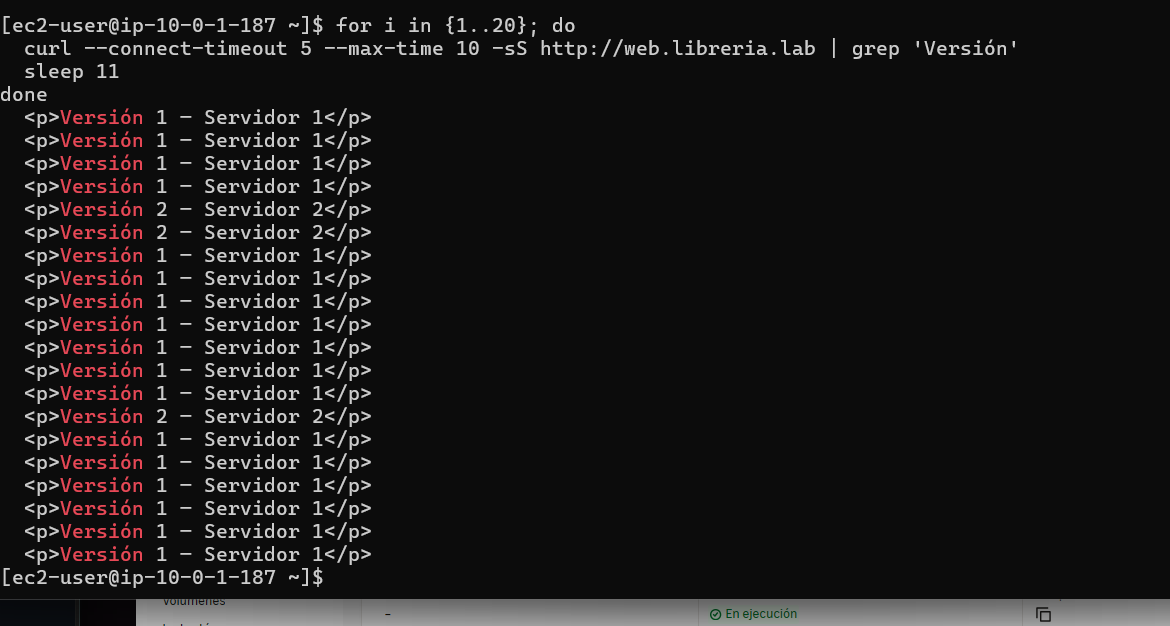 [ec2-user@ip-10-0-1-187 ~]$ for i in {1..20}; do
  curl --connect-timeout 5 --max-time 10 -sS http://web.libreria.lab | grep 'Versión'
  sleep 11
done
  <p>Versión 1 — Servidor 1</p>
  <p>Versión 1 — Servidor 1</p>
  <p>Versión 1 — Servidor 1</p>
  <p>Versión 1 — Servidor 1</p>
  <p>Versión 2 — Servidor 2</p>
  <p>Versión 2 — Servidor 2</p>
  <p>Versión 1 — Servidor 1</p>
  <p>Versión 1 — Servidor 1</p>
  <p>Versión 1 — Servidor 1</p>
  <p>Versión 1 — Servidor 1</p>
  <p>Versión 1 — Servidor 1</p>
  <p>Versión 1 — Servidor 1</p>
  <p>Versión 1 — Servidor 1</p>
  <p>Versión 2 — Servidor 2</p>
  <p>Versión 1 — Servidor 1</p>
  <p>Versión 1 — Servidor 1</p>
  <p>Versión 1 — Servidor 1</p>
  <p>Versión 1 — Servidor 1</p>
  <p>Versión 1 — Servidor 1</p>
  <p>Versión 1 — Servidor 1</p>
[ec2-user@ip-10-0-1-187 ~]$
volúmenes
– En ejecución